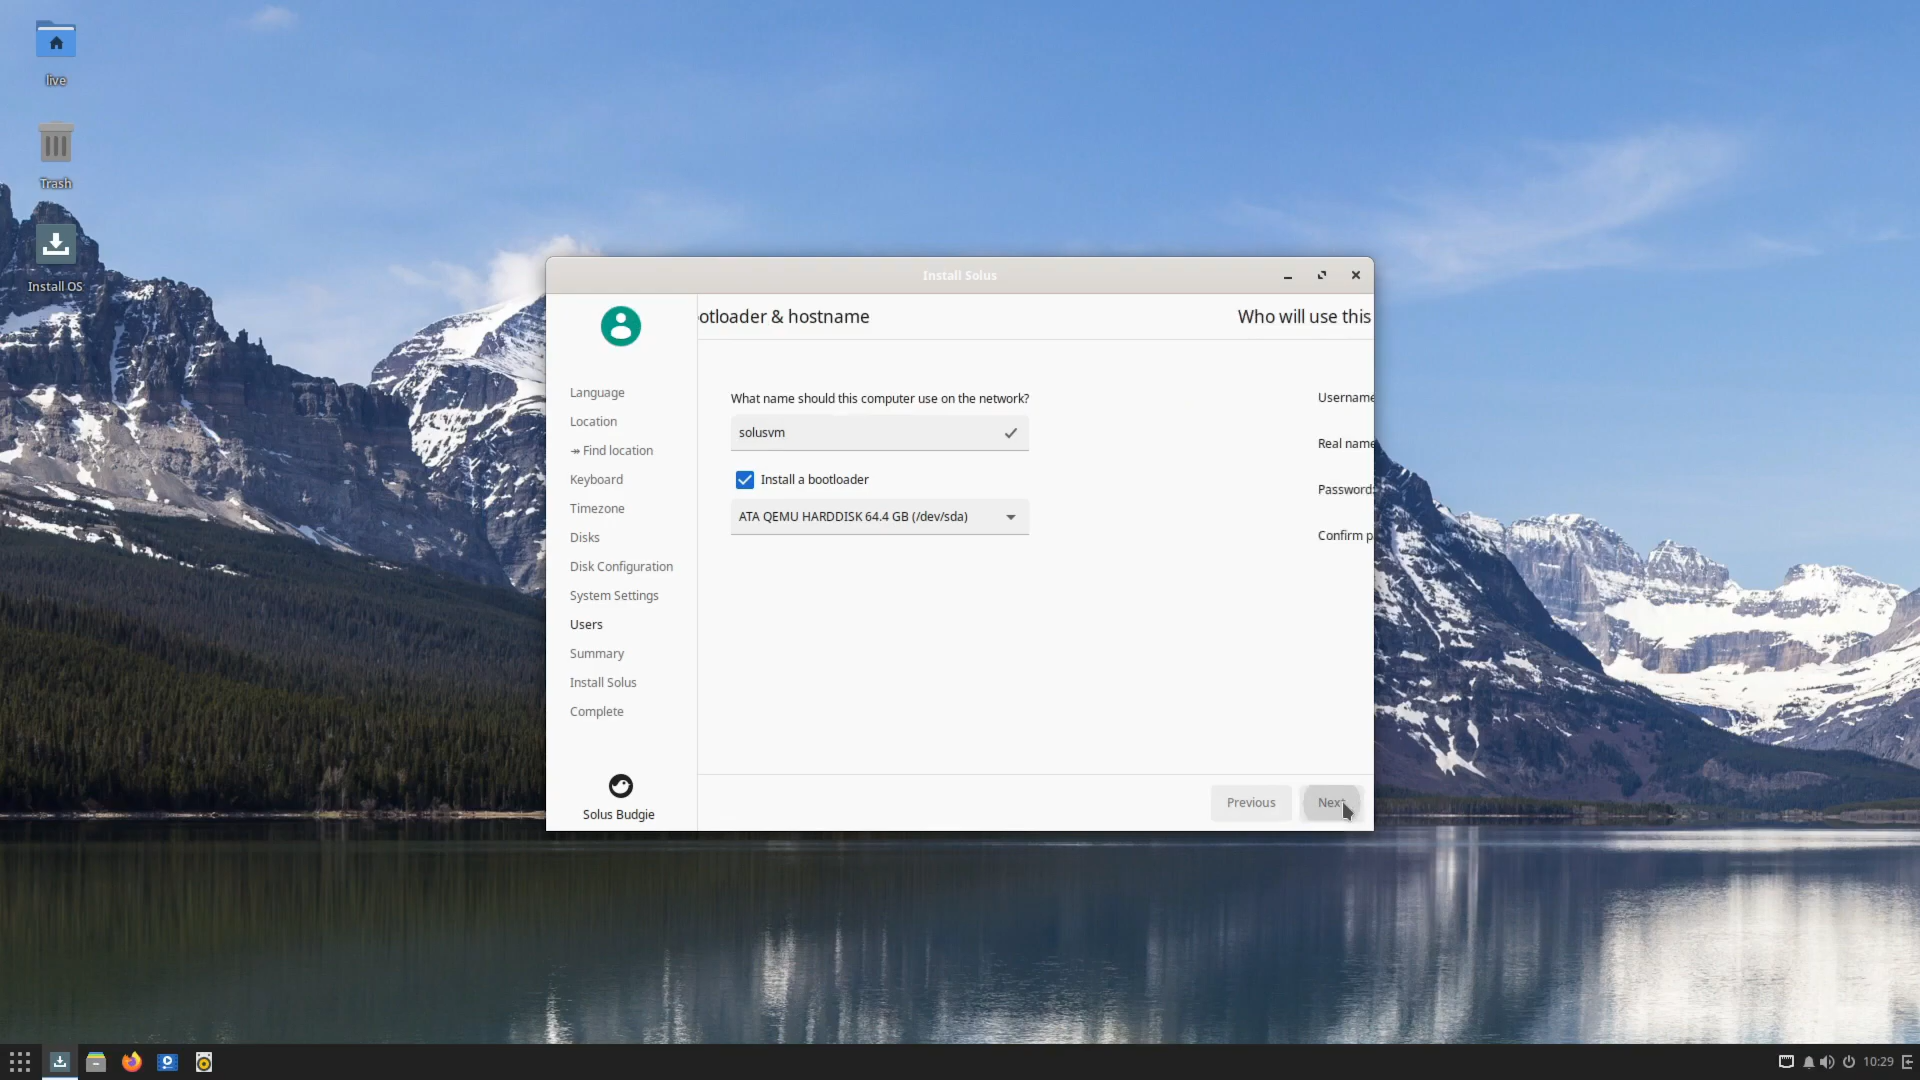 live
Trash
Install OS
Install Solus
otloader & hostname
Who will use this
Language
Location
↠ Find location
Keyboard
Timezone
Disks
Disk Configuration
System Settings
Users
Summary
Install Solus
Complete
Solus Budgie
What name should this computer use on the network?
solusvm
Install a bootloader
ATA QEMU HARDDISK 64.4 GB (/dev/sda)
Username
Real name
Password
Confirm p
Previous
Next
10:29